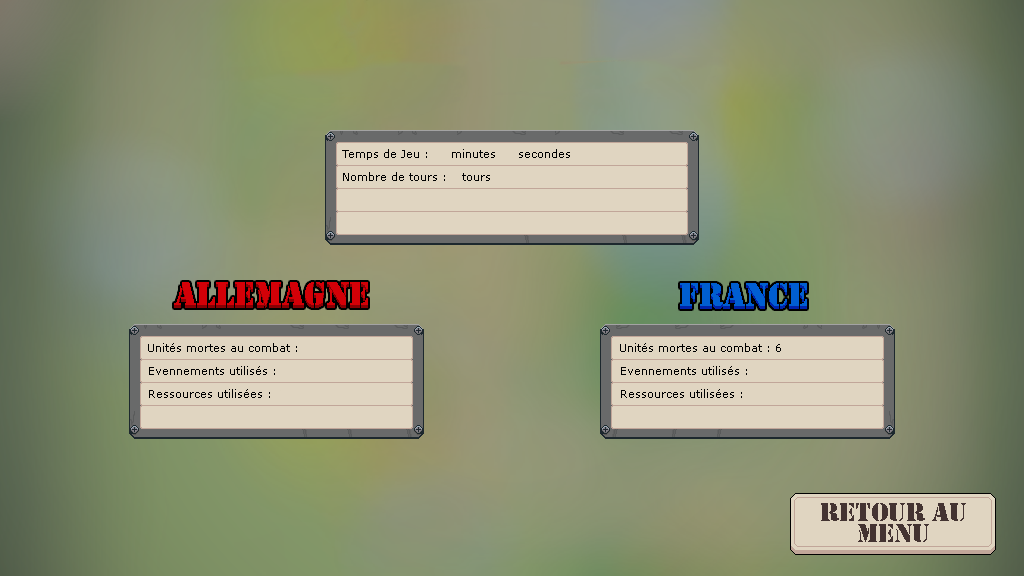 Temps de Jeu : minutes secondes
Nombre de tours : tours
ALLEMAGNE
Unités mortes au combat :
Evennements utilisés :
Ressources utilisées :
FRANCE
Unités mortes au combat : 6
Evennements utilisés :
Ressources utilisées :
RETOUR AU
MENU